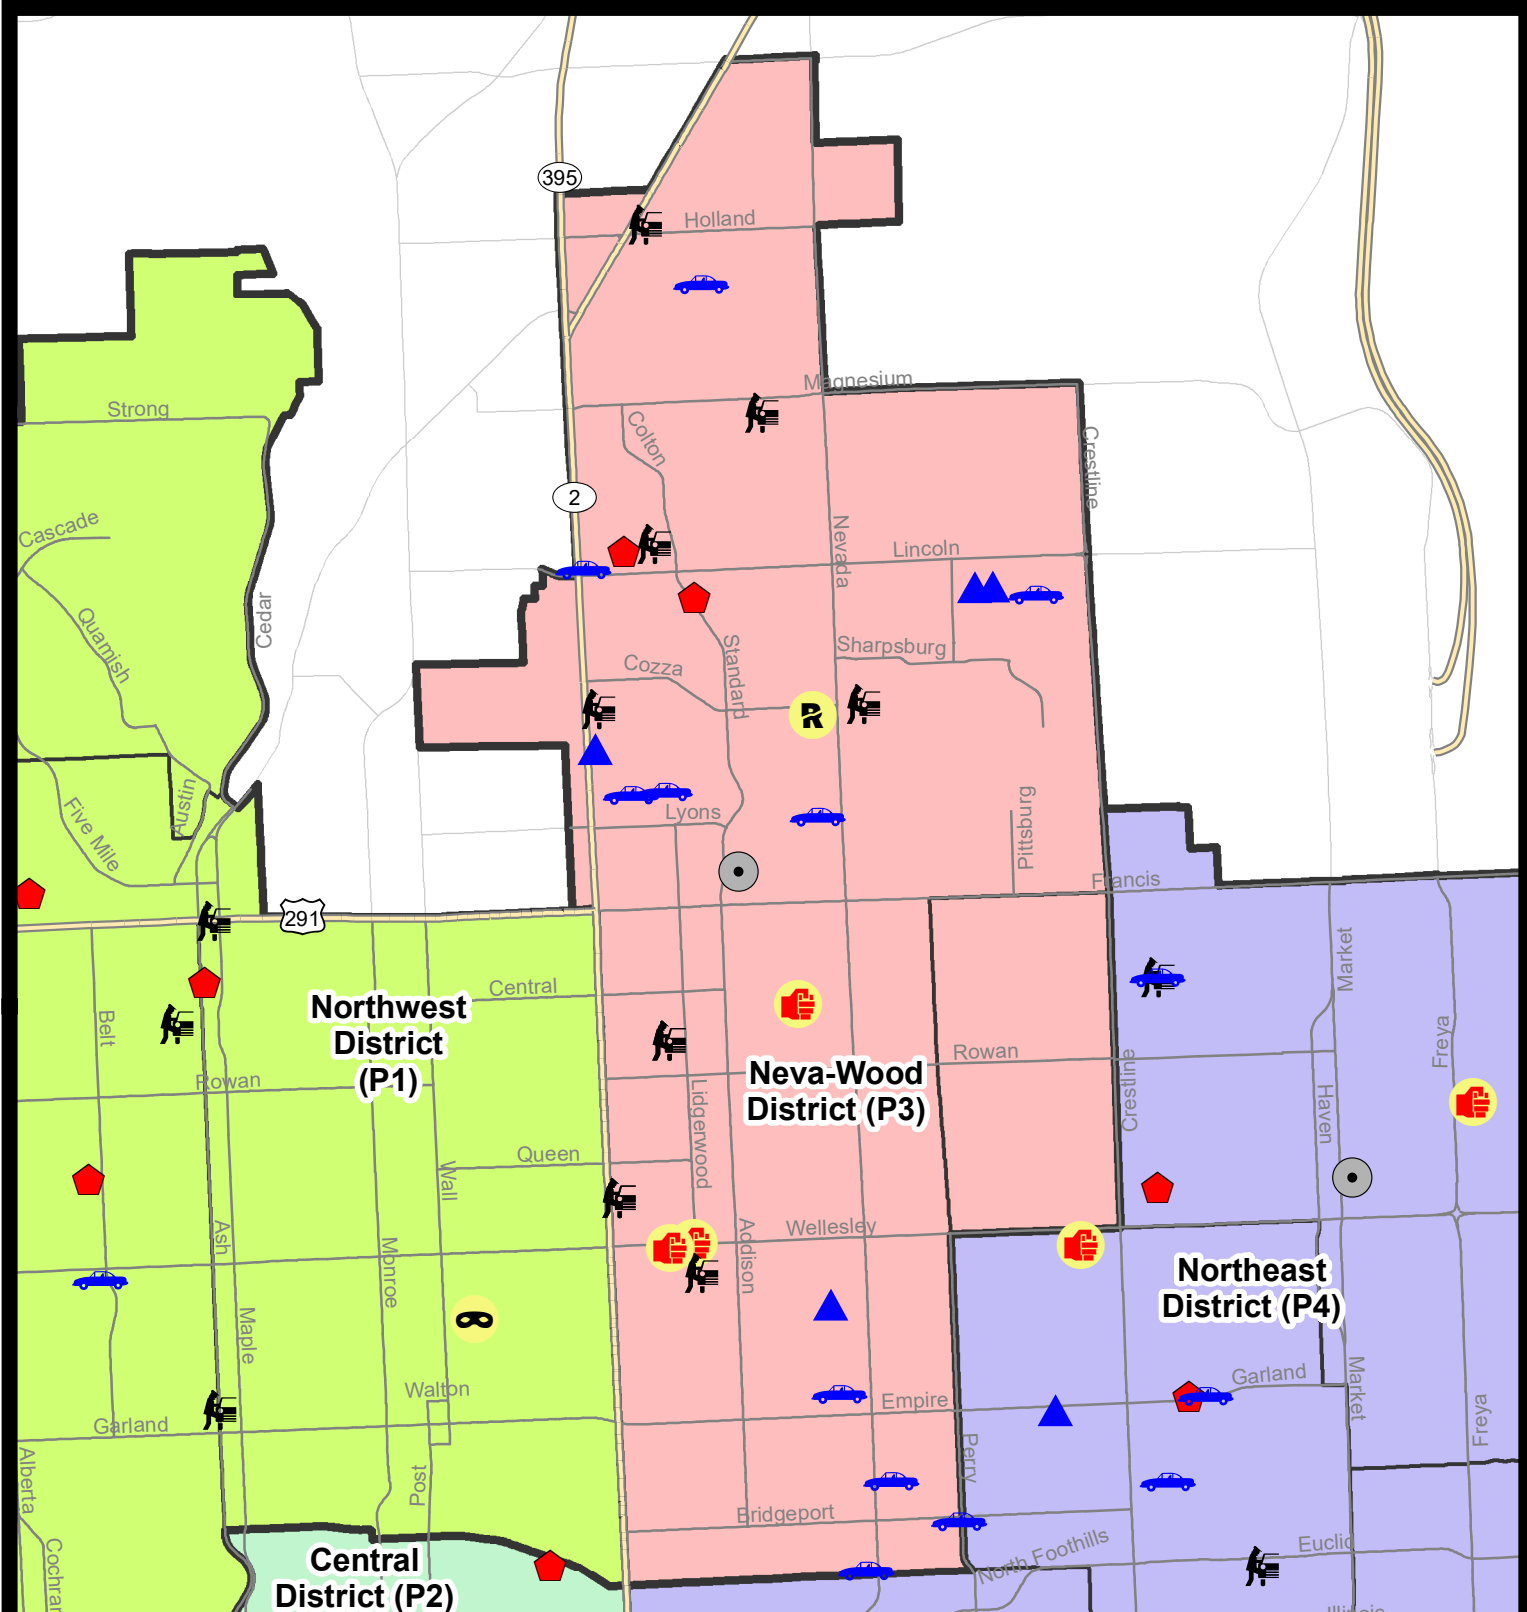 395
Holland
Magnesium
Strong
Colton
Crestline
2
Cascade
Nevada
Lincoln
Cedar
Quamish
Standard
Sharpsburg
Cozza
Austin
Five Mile
Lyons
Pittsburg
Francis
291
Market
Central
Northwest
District
(P1)
Belt
Freya
Rowan
Neva-Wood
District (P3)
Crestline
Rowan
Haven
Lidgerwood
Queen
Wall
Ash
Monroe
Addison
Wellesley
Northeast
District (P4)
Maple
Walton
Garland
Market
Empire
Freya
Garland
Perry
Alberta
Post
Bridgeport
Cochran
Central
District (P2)
North Foothills
Euclid
Illinois